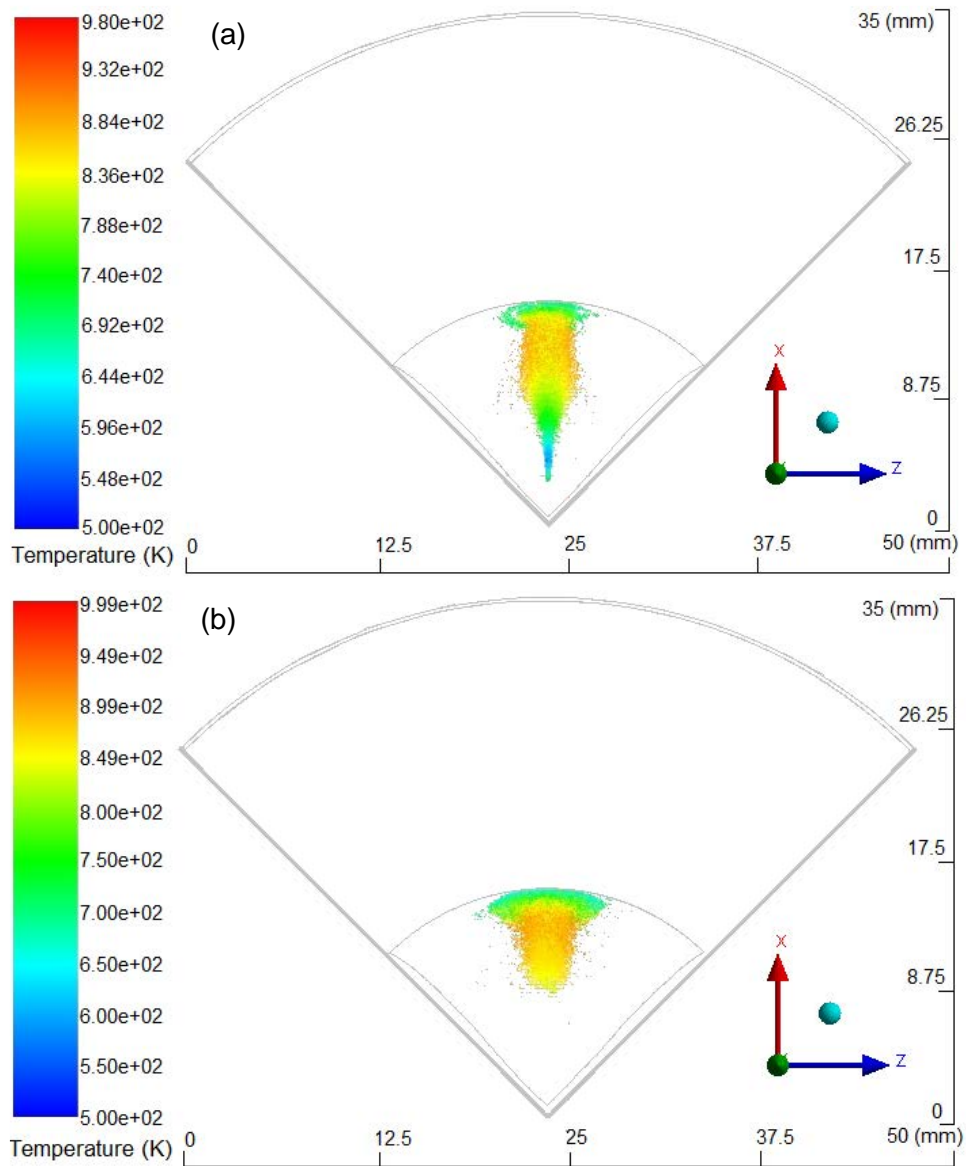 (a)
9.80e+02
9.32e+02
8.84e+02
8.36e+02
7.88e+02
7.40e+02
6.92e+02
6.44e+02
5.96e+02
5.48e+02
5.00e+02
Temperature (K)
35 (mm)
26.25
17.5
8.75
0
X
Z
0 12.5 25 37.5 50 (mm)
(b)
9.99e+02
9.49e+02
8.99e+02
8.49e+02
8.00e+02
7.50e+02
7.00e+02
6.50e+02
6.00e+02
5.50e+02
5.00e+02
Temperature (K)
35 (mm)
26.25
17.5
8.75
0
X
Z
0 12.5 25 37.5 50 (mm)